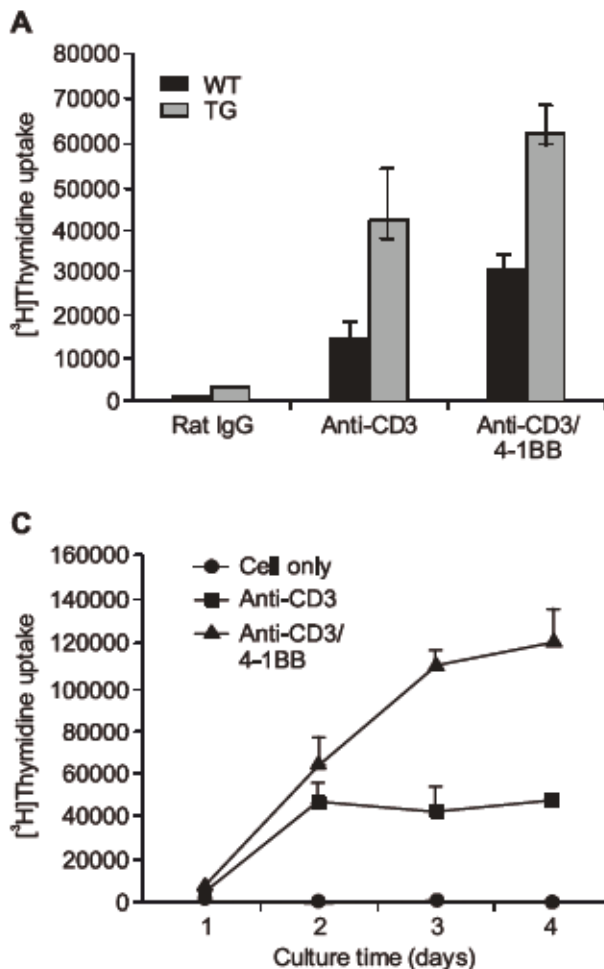 A
[³H]Thymidine uptake
80000
70000
60000
50000
40000
30000
20000
10000
0
WT
TG
Rat IgG
Anti-CD3
Anti-CD3/
4-1BB
C
[³H]Thymidine uptake
160000
140000
120000
100000
80000
60000
40000
20000
0
Cell only
Anti-CD3
Anti-CD3/
4-1BB
1 2 3 4
Culture time (days)